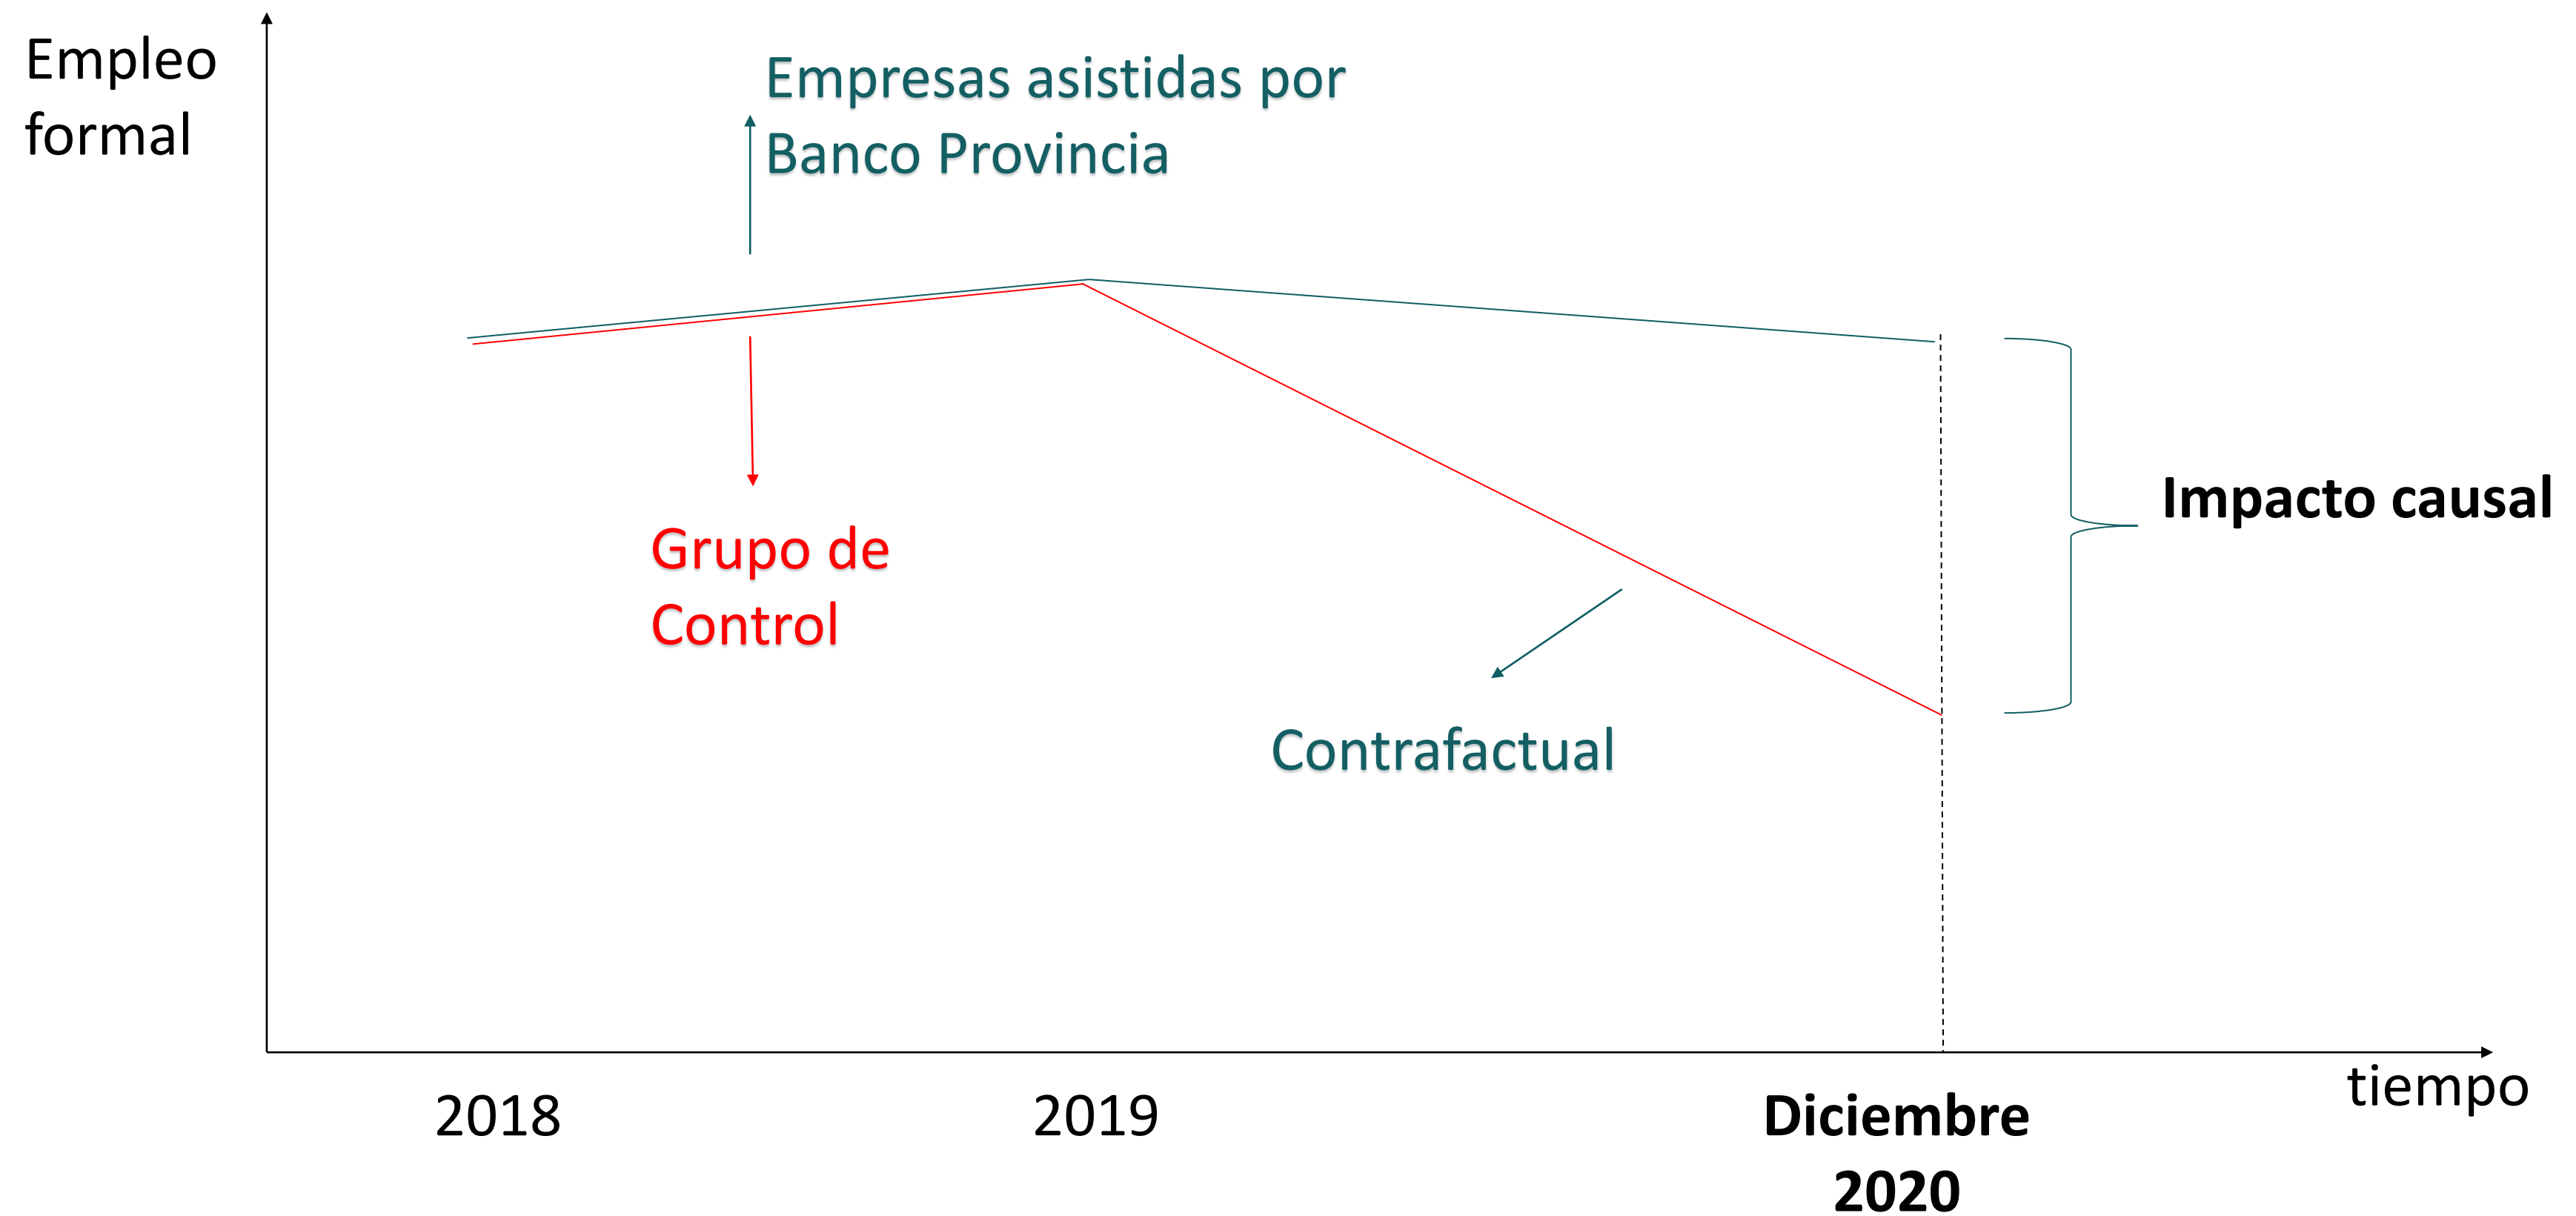 Empleo
formal
Empresas asistidas por
Banco Provincia
Impacto causal
Grupo de
Control
Contrafactual
tiempo
2018
2019
Diciembre
2020